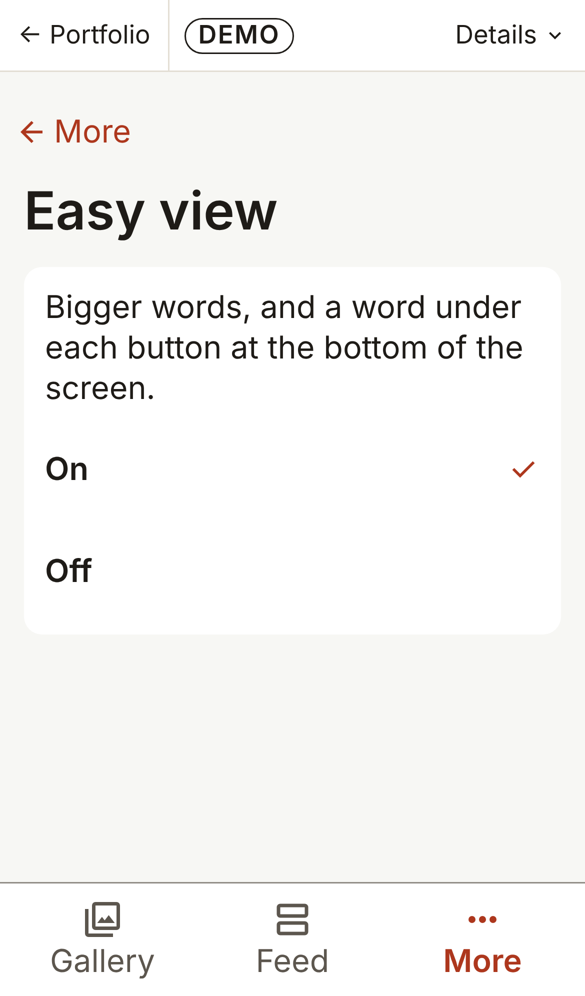 ← Portfolio
DEMO
Details
← More
Easy view
Bigger words, and a word under
each button at the bottom of the
screen.
On
Off
Gallery
Feed
More